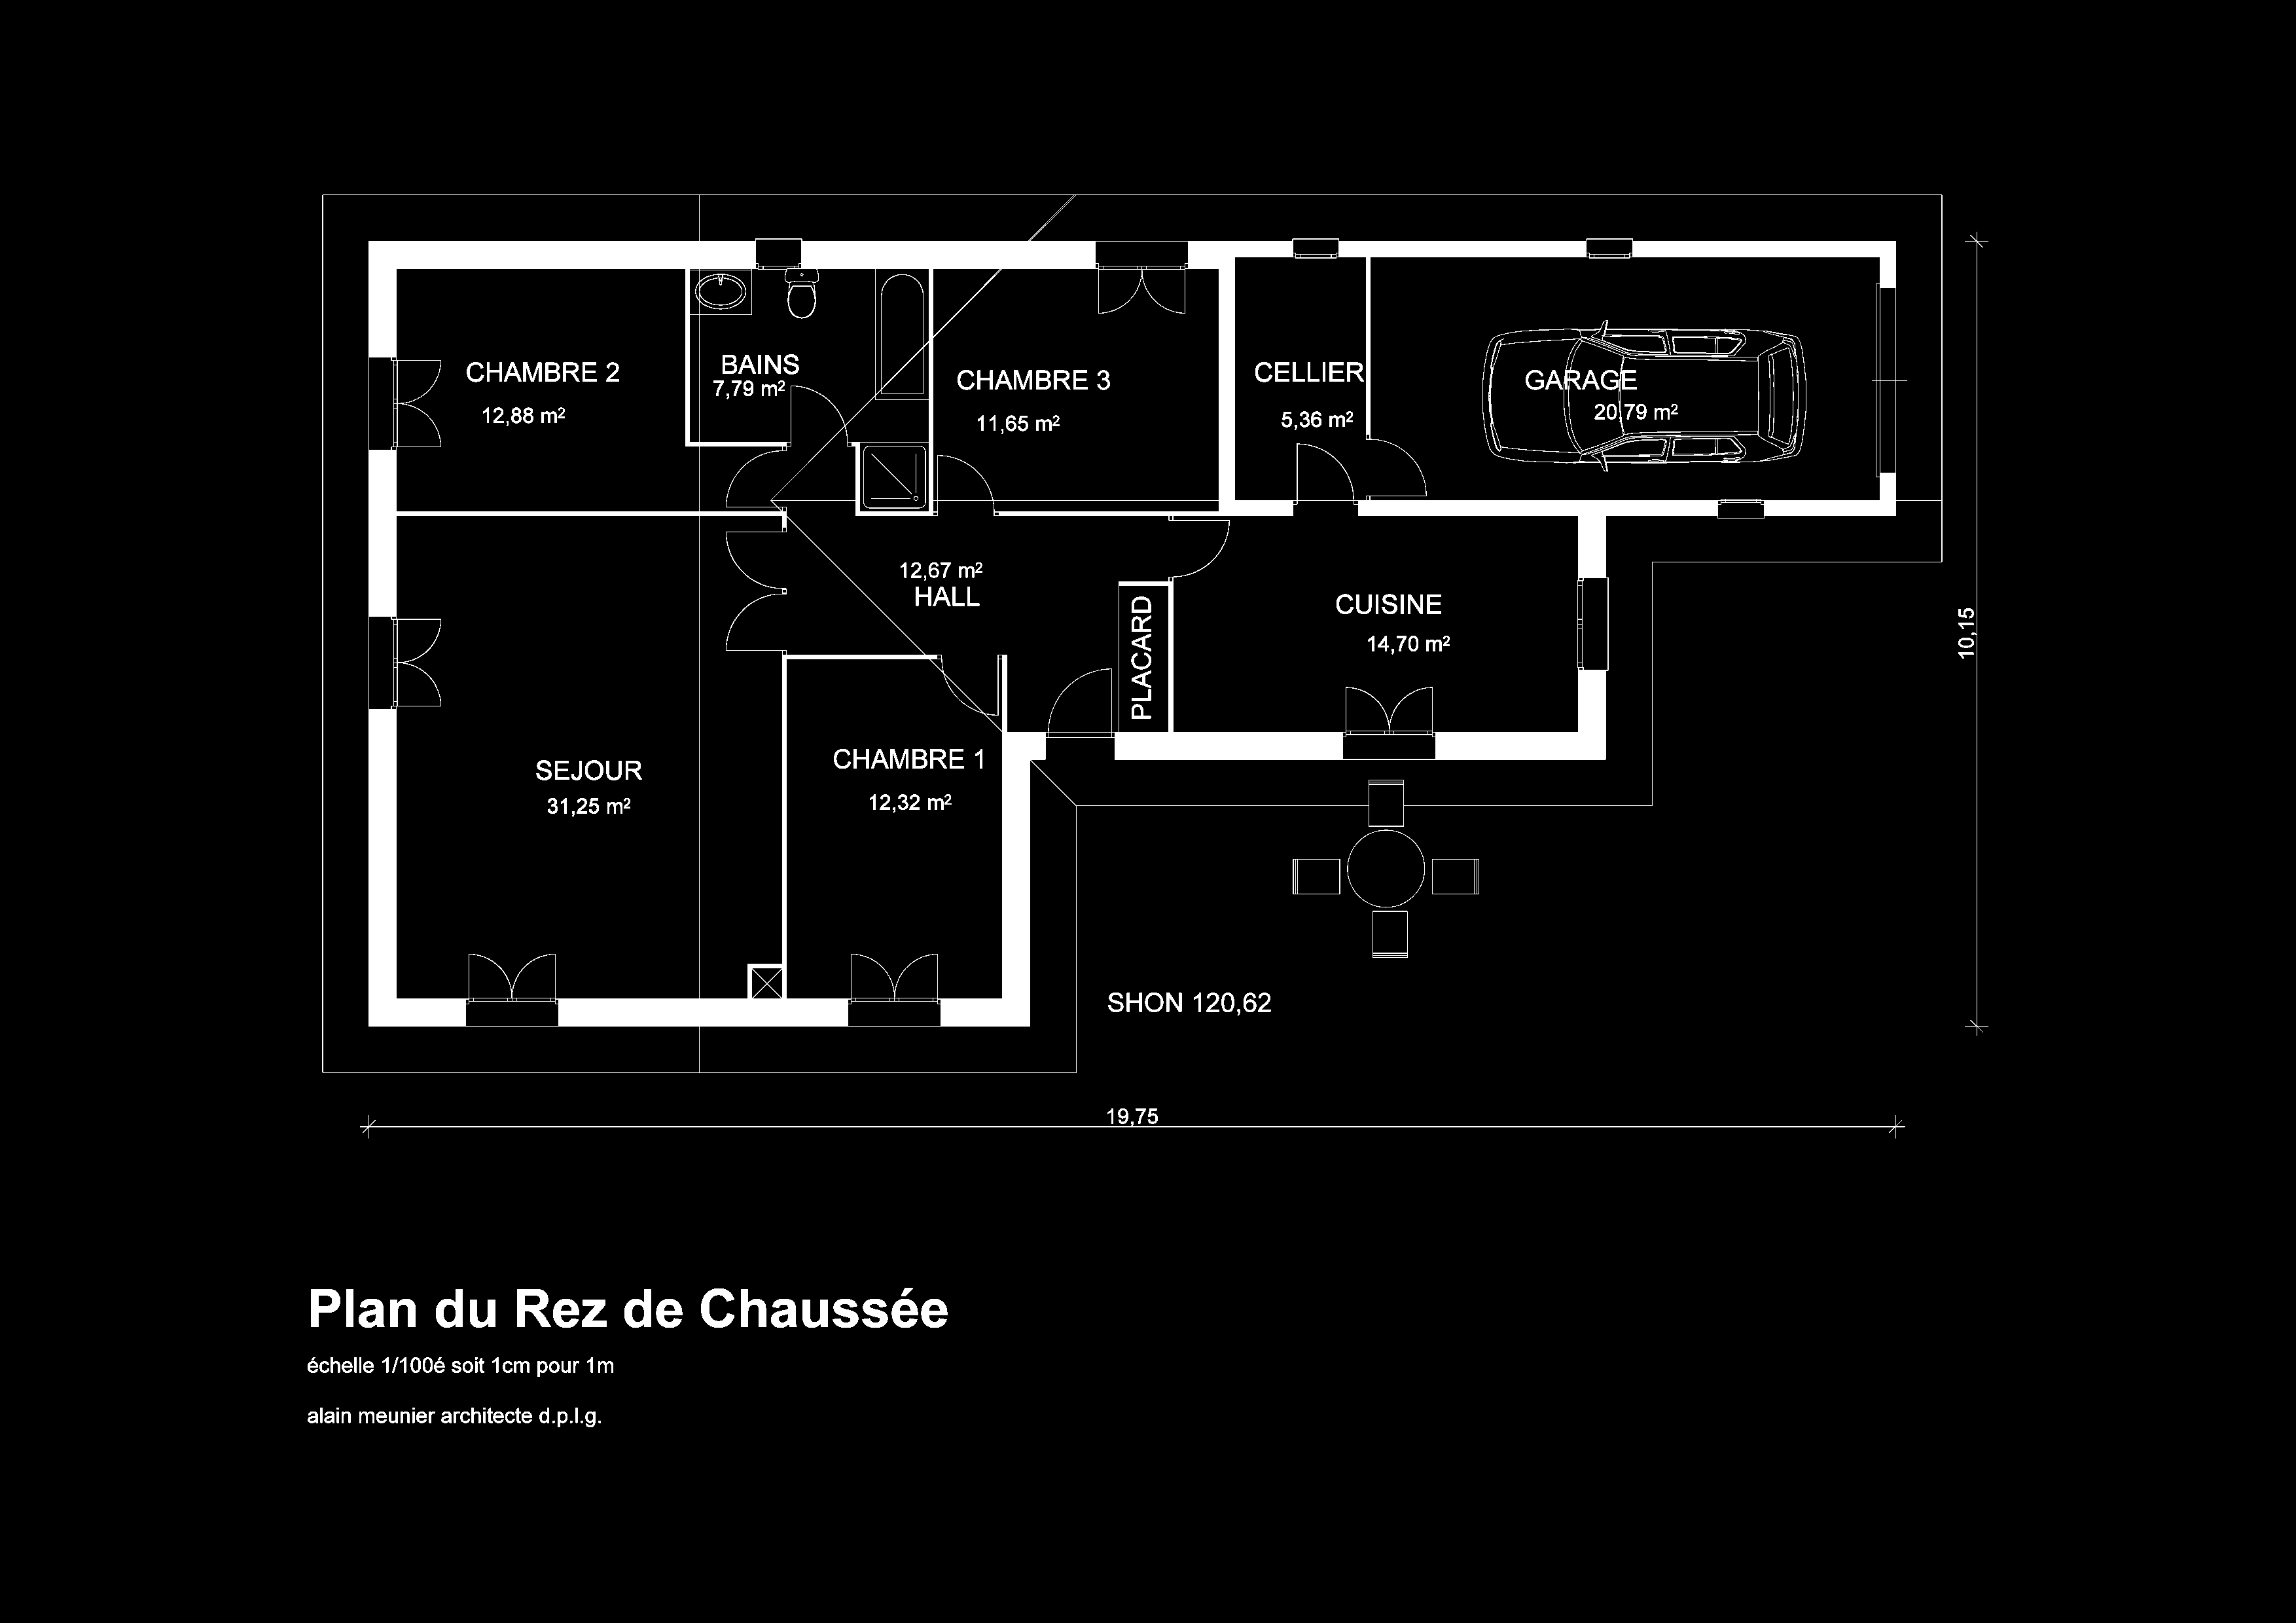 CHAMBRE 2
12,88 m²
BAINS
7,79 m²
CHAMBRE 3
11,65 m²
CELLIER
5,36 m²
GARAGE
20,79 m²
12,67 m²
HALL
PLACARD
CUISINE
14,70 m²
10,15
SEJOUR
31,25 m²
CHAMBRE 1
12,32 m²
SHON 120,62
19,75
Plan du Rez de Chaussée
échelle 1/100é soit 1cm pour 1m
alain meunier architecte d.p.l.g.